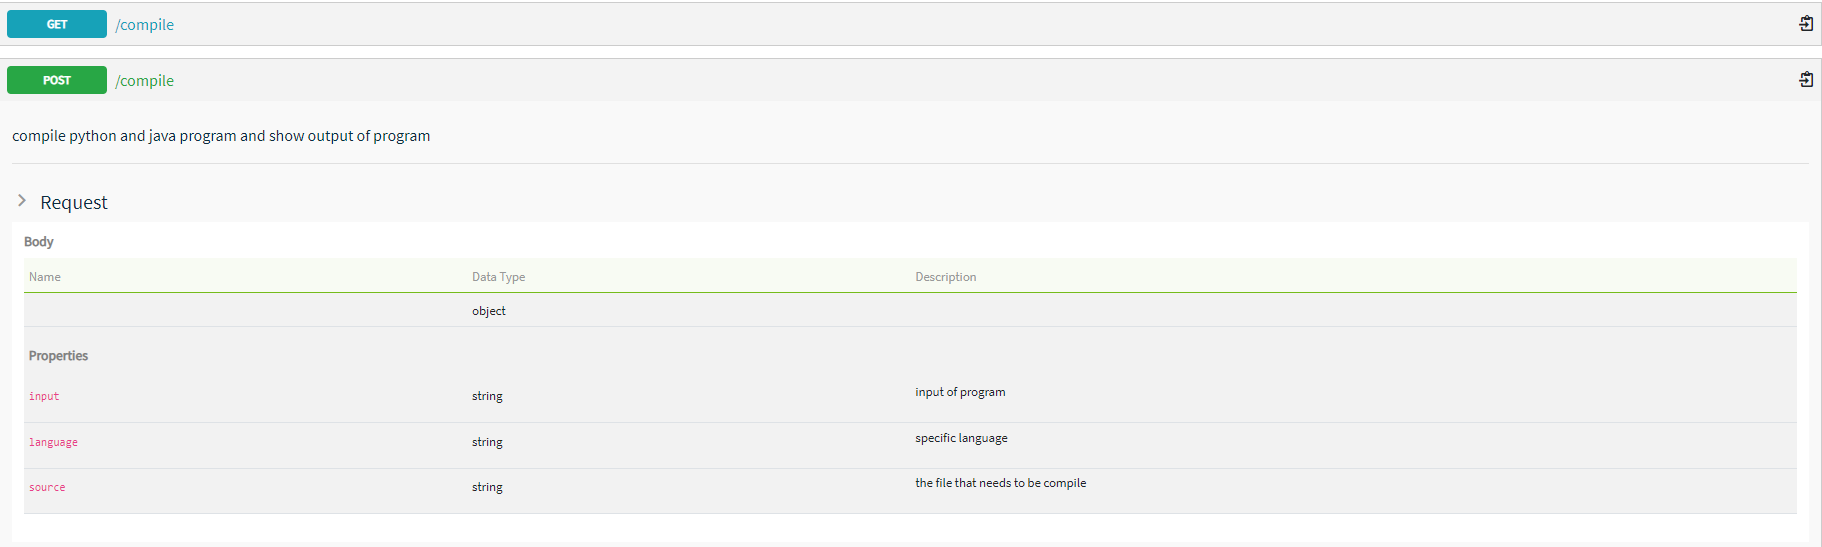 GET /compile
POST /compile
compile python and java program and show output of program
Request
Body
Name Data Type Description
object
Properties
input string input of program
language string specific language
source string the file that needs to be compile